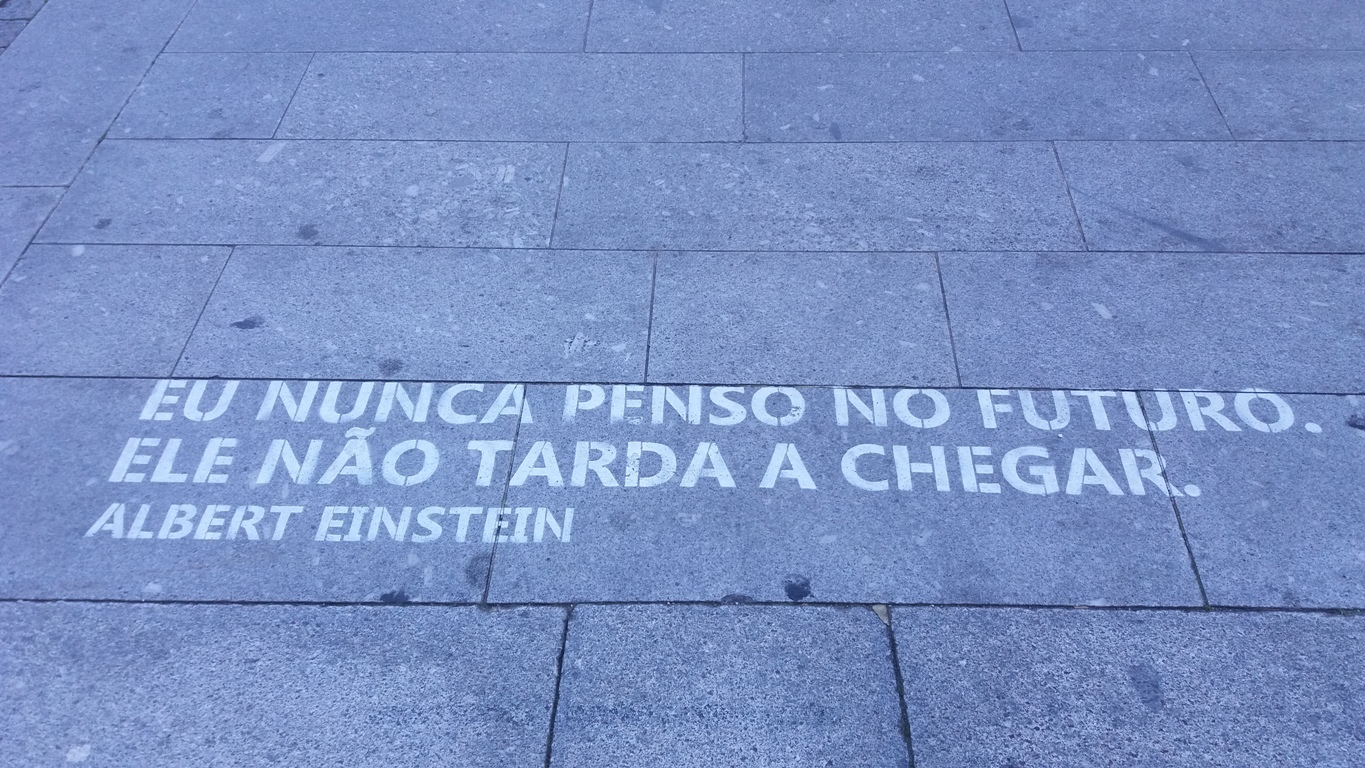 EU NUNCA PENSO NO FUTURO.
ELE NÃO TARDA A CHEGAR.
ALBERT EINSTEIN